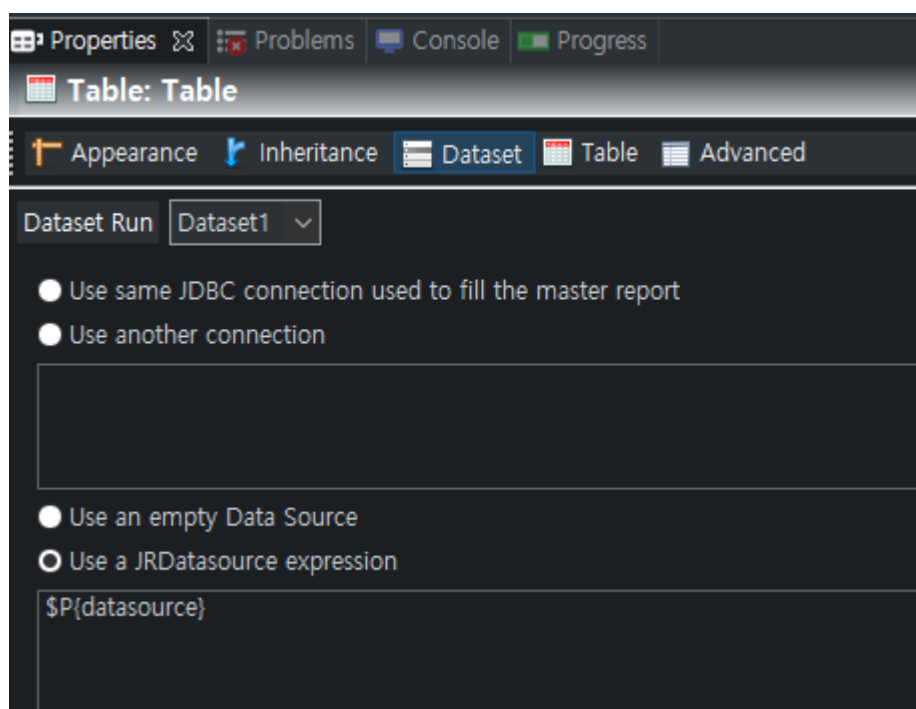 Properties Problems Console Progress
Table: Table
Appearance Inheritance Dataset Table Advanced
Dataset Run Dataset1
Use same JDBC connection used to fill the master report
Use another connection
Use an empty Data Source
Use a JRDatasource expression
$P{datasource}